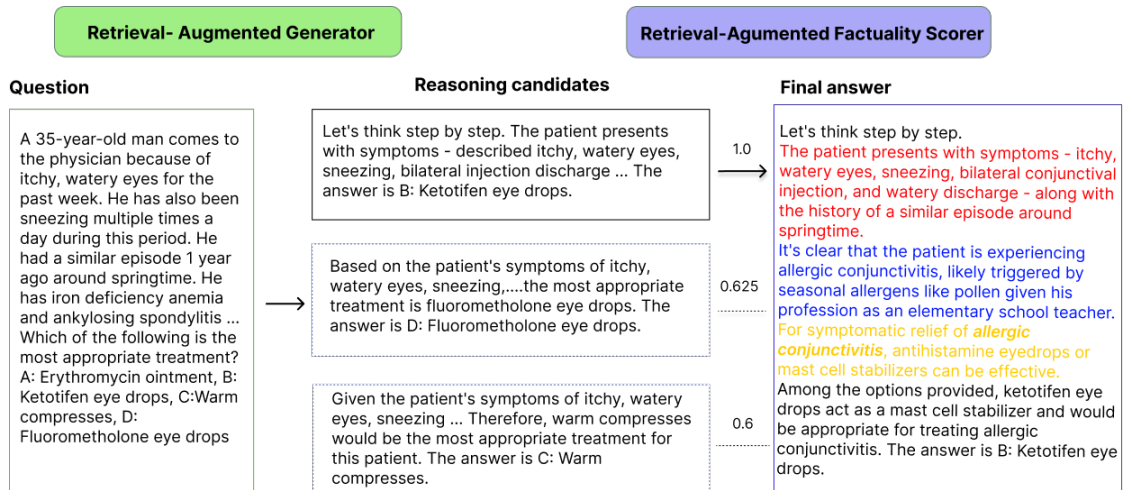 Retrieval- Augmented Generator
Retrieval-Agumented Factuality Scorer
Question
Reasoning candidates
Final answer
A 35-year-old man comes to
the physician because of
itchy, watery eyes for the
past week. He has also been
sneezing multiple times a
day during this period. He
had a similar episode 1 year
ago around springtime. He
has iron deficiency anemia
and ankylosing spondylitis ...
Which of the following is the
most appropriate treatment?
A: Erythromycin ointment, B:
Ketotifen eye drops, C:Warm
compresses, D:
Fluorometholone eye drops
Let's think step by step. The patient presents
with symptoms - described itchy, watery eyes,
sneezing, bilateral injection discharge ... The
answer is B: Ketotifen eye drops.
1.0
Based on the patient's symptoms of itchy,
watery eyes, sneezing,....the most appropriate
treatment is fluorometholone eye drops. The
answer is D: Fluorometholone eye drops.
0.625
Given the patient's symptoms of itchy, watery
eyes, sneezing ... Therefore, warm compresses
would be the most appropriate treatment for
this patient. The answer is C: Warm
compresses.
0.6
Let's think step by step.
The patient presents with symptoms - itchy,
watery eyes, sneezing, bilateral conjunctival
injection, and watery discharge - along with
the history of a similar episode around
springtime.
It's clear that the patient is experiencing
allergic conjunctivitis, likely triggered by
seasonal allergens like pollen given his
profession as an elementary school teacher.
For symptomatic relief of allergic
conjunctivitis, antihistamine eyedrops or
mast cell stabilizers can be effective.
Among the options provided, ketotifen eye
drops act as a mast cell stabilizer and would
be appropriate for treating allergic
conjunctivitis. The answer is B: Ketotifen eye
drops.